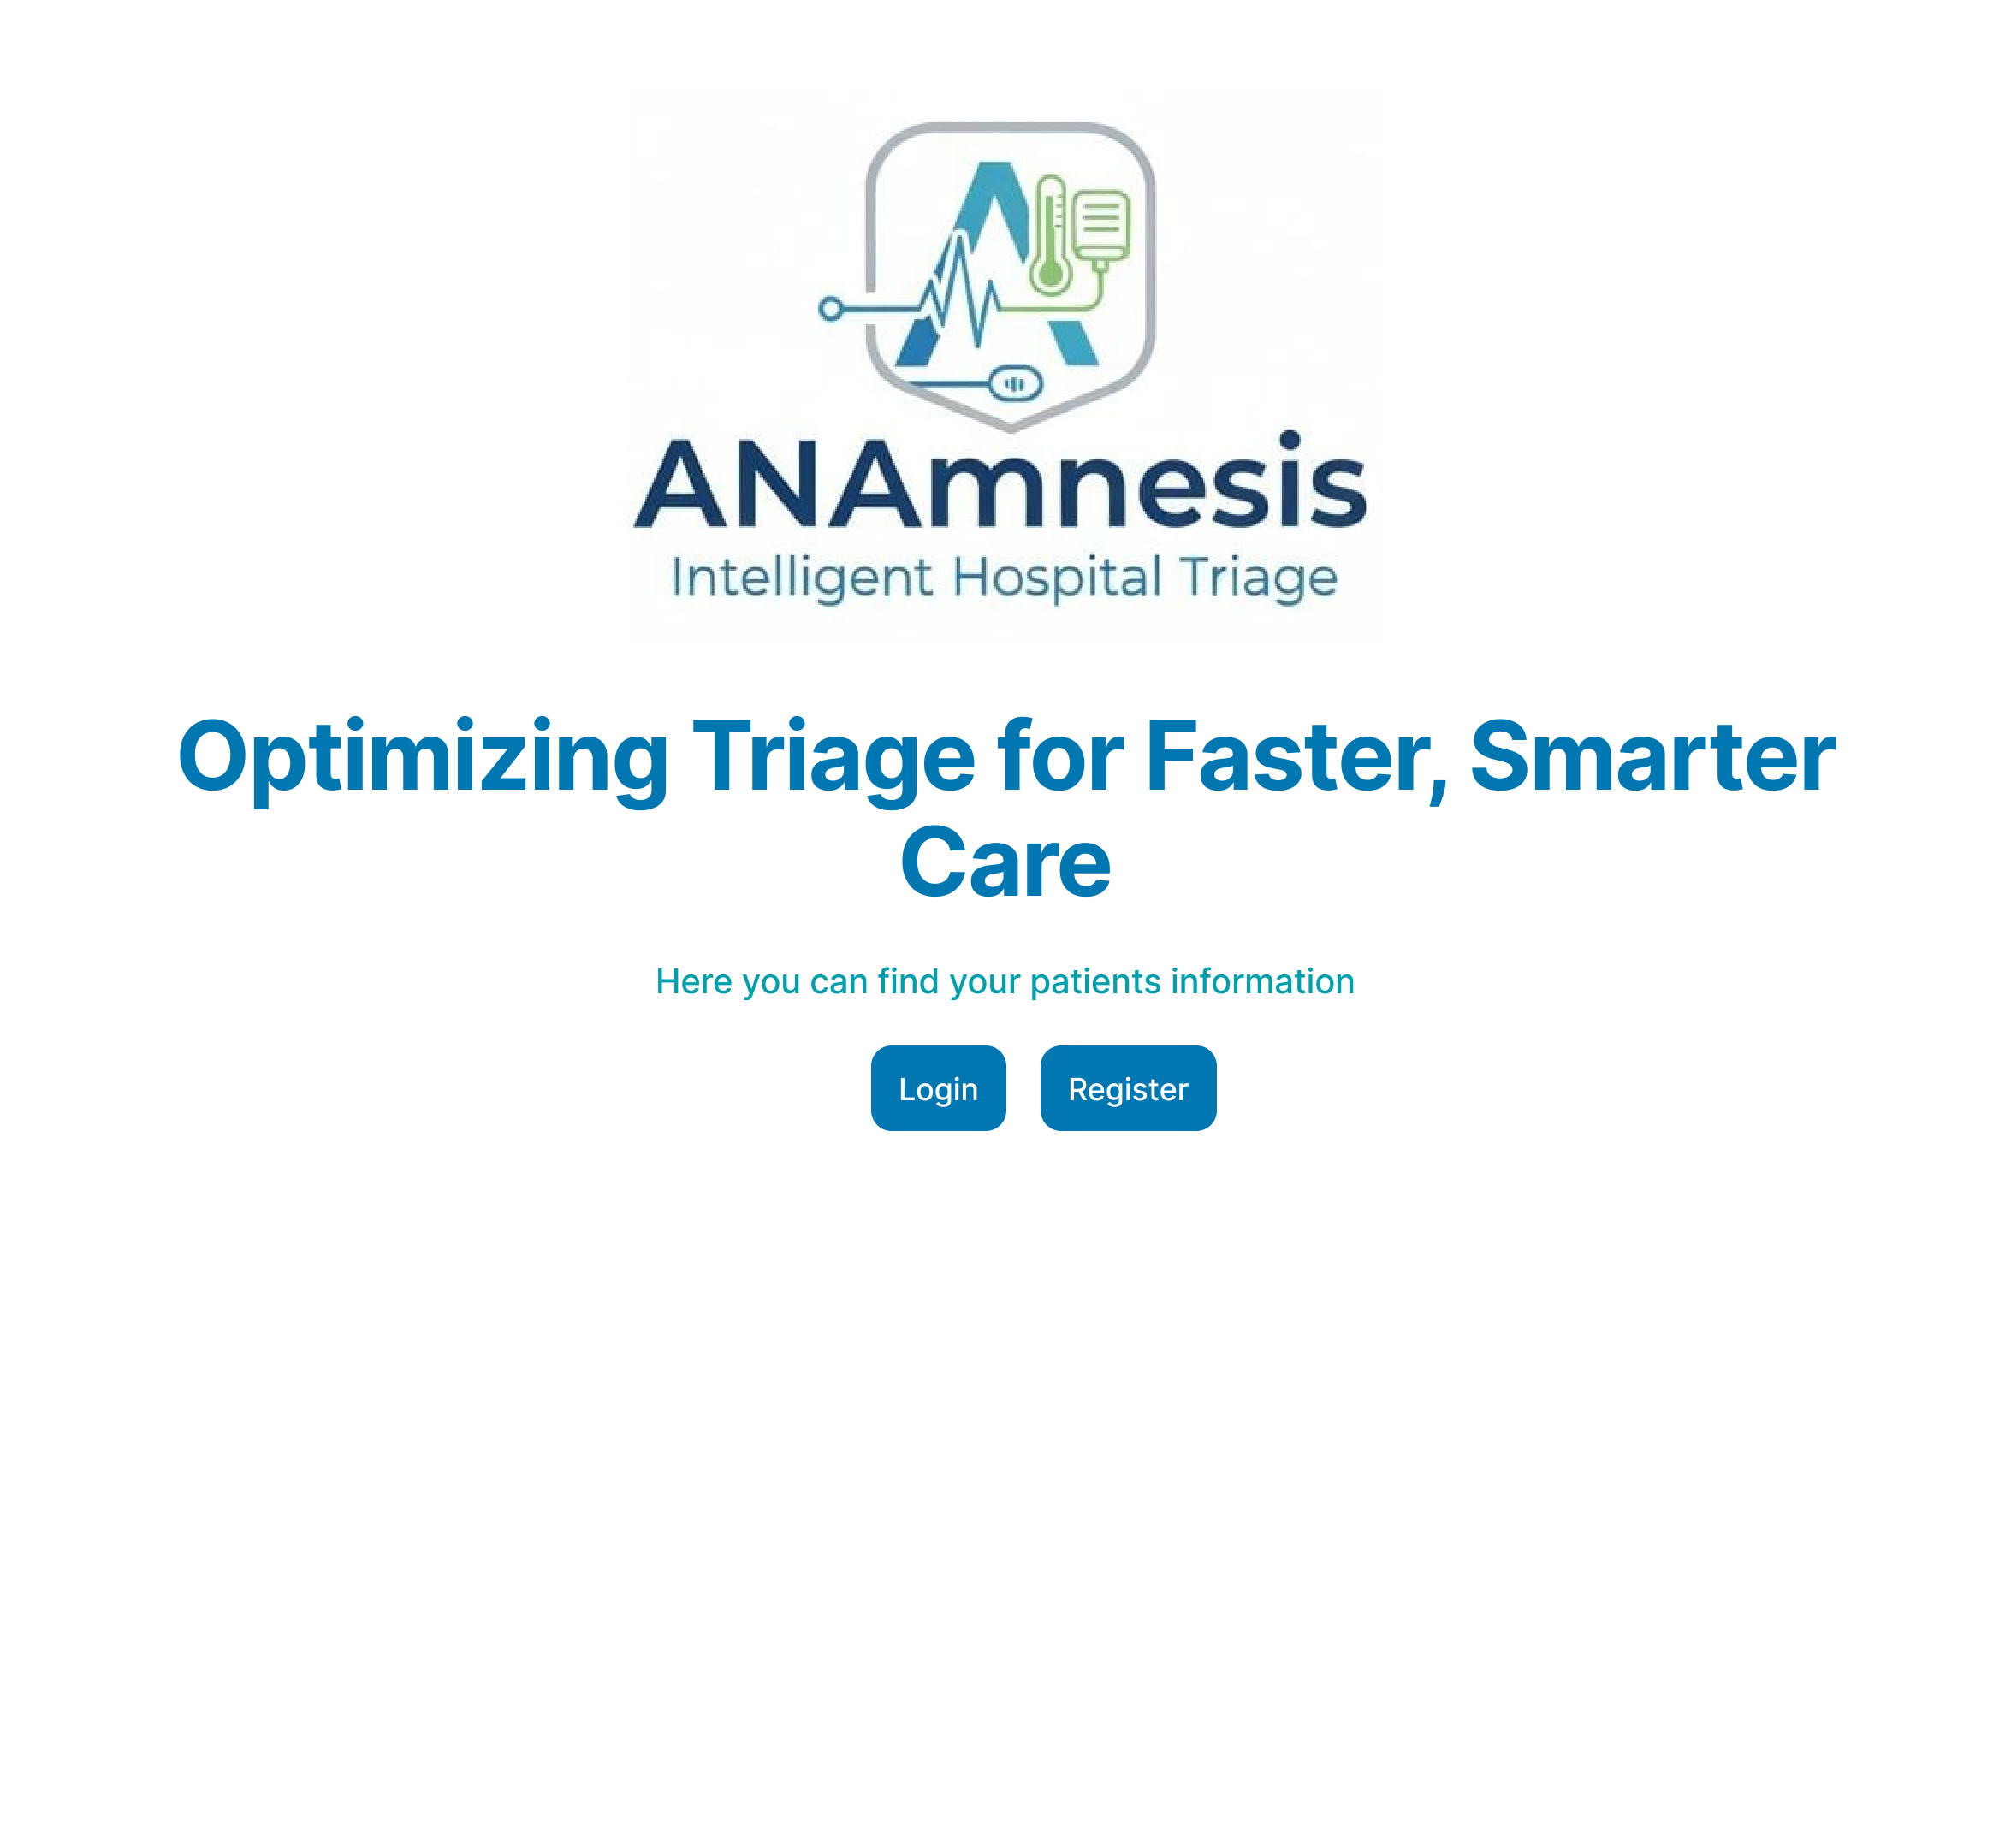 ANAmnesis
Intelligent Hospital Triage
Optimizing Triage for Faster, Smarter
Care
Here you can find your patients information
Login
Register